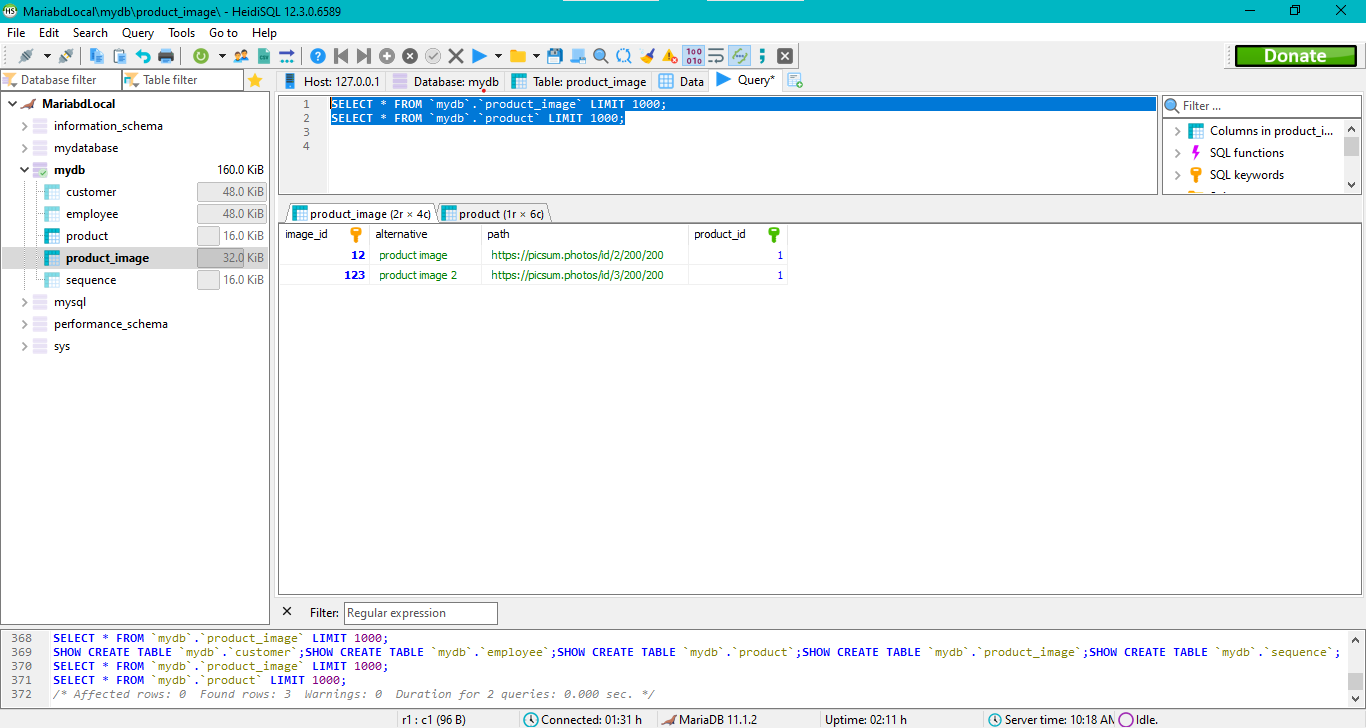 MariabdLocal\mydb\product_image\ - HeidiSQL 12.3.0.6589
File Edit Search Query Tools Go to Help
Donate
Database filter Table filter
Host: 127.0.0.1 Database: mydb Table: product_image Data Query*
MariabdLocal
information_schema
mydatabase
mydb 160.0 KiB
customer 48.0 KiB
employee 48.0 KiB
product 16.0 KiB
product_image 32.0 KiB
sequence 16.0 KiB
mysql
performance_schema
sys
1 SELECT * FROM `mydb`.`product_image` LIMIT 1000;
2 SELECT * FROM `mydb`.`product` LIMIT 1000;
3
4
Filter ...
Columns in product_i...
SQL functions
SQL keywords
product_image (2r × 4c) product (1r × 6c)
image_id alternative path product_id
12 product image https://picsum.photos/id/2/200/200 1
123 product image 2 https://picsum.photos/id/3/200/200 1
Filter: Regular expression
368 SELECT * FROM `mydb`.`product_image` LIMIT 1000;
369 SHOW CREATE TABLE `mydb`.`customer`;SHOW CREATE TABLE `mydb`.`employee`;SHOW CREATE TABLE `mydb`.`product`;SHOW CREATE TABLE `mydb`.`product_image`;SHOW CREATE TABLE `mydb`.`sequence`;
370 SELECT * FROM `mydb`.`product_image` LIMIT 1000;
371 SELECT * FROM `mydb`.`product` LIMIT 1000;
372 /* Affected rows: 0 Found rows: 3 Warnings: 0 Duration for 2 queries: 0.000 sec. */
r1 : c1 (96 B) Connected: 01:31 h MariaDB 11.1.2 Uptime: 02:11 h Server time: 10:18 AM Idle.